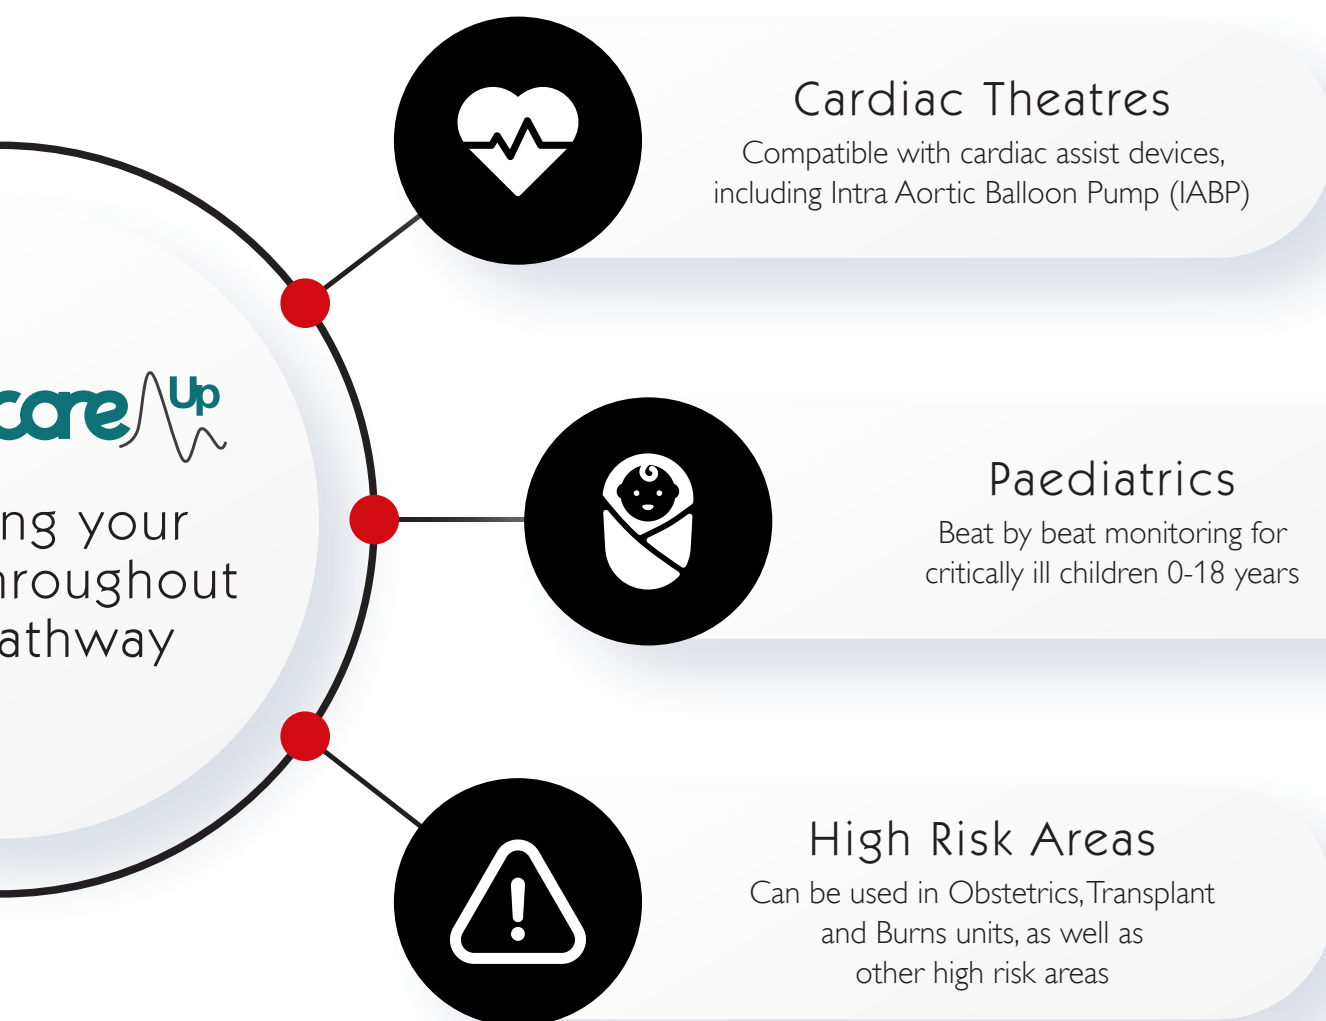 Cardiac Theatres
Compatible with cardiac assist devices,
including Intra Aortic Balloon Pump (IABP)
care Up
ng your
hroughout
athway
Paediatrics
Beat by beat monitoring for
critically ill children 0-18 years
High Risk Areas
Can be used in Obstetrics, Transplant
and Burns units, as well as
other high risk areas